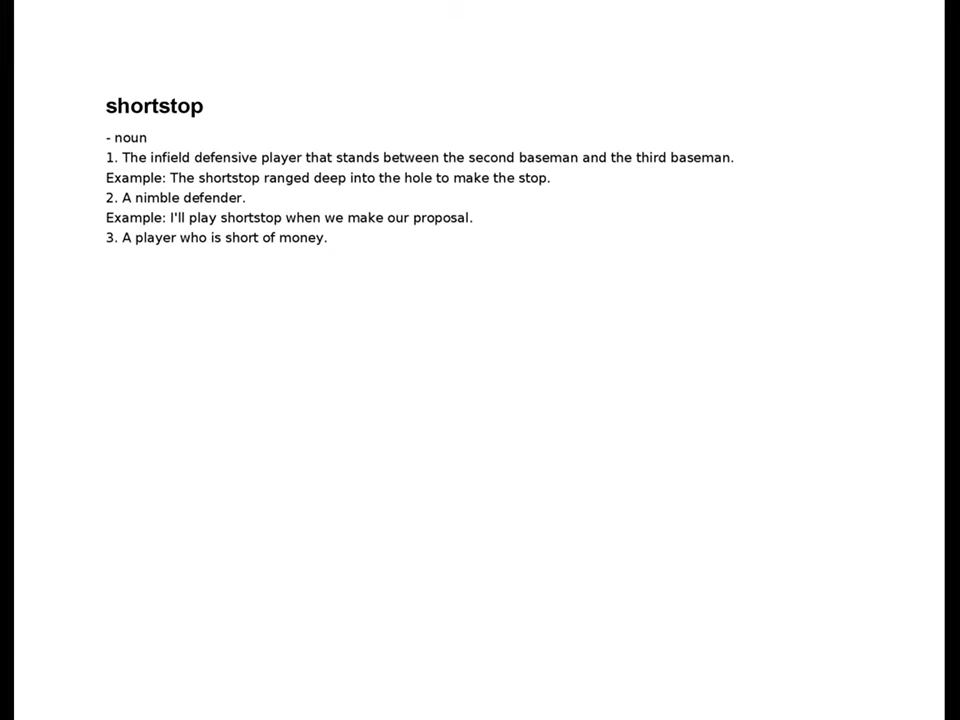 shortstop
- noun
1. The infield defensive player that stands between the second baseman and the third baseman.
Example: The shortstop ranged deep into the hole to make the stop.
2. A nimble defender.
Example: I'll play shortstop when we make our proposal.
3. A player who is short of money.